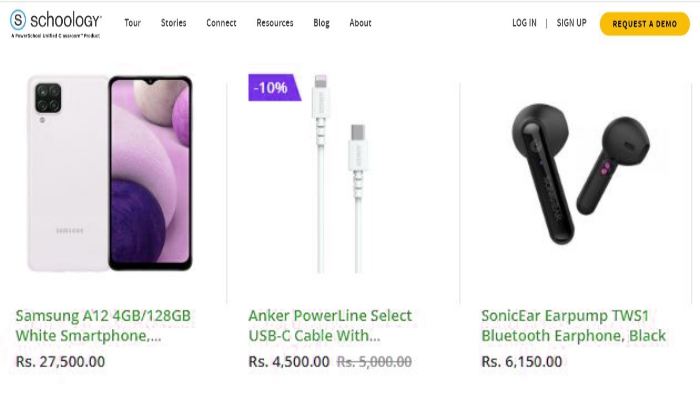 S schoology
A PowerSchool Unified Classroom™ Product
Tour Stories Connect Resources Blog About
LOG IN | SIGN UP
REQUEST A DEMO
-10%
SAMSUNG
Samsung A12 4GB/128GB
White Smartphone,...
Rs. 27,500.00
Anker PowerLine Select
USB-C Cable With...
Rs. 4,500.00 Rs. 5,000.00
SonicEar Earpump TWS1
Bluetooth Earphone, Black
Rs. 6,150.00